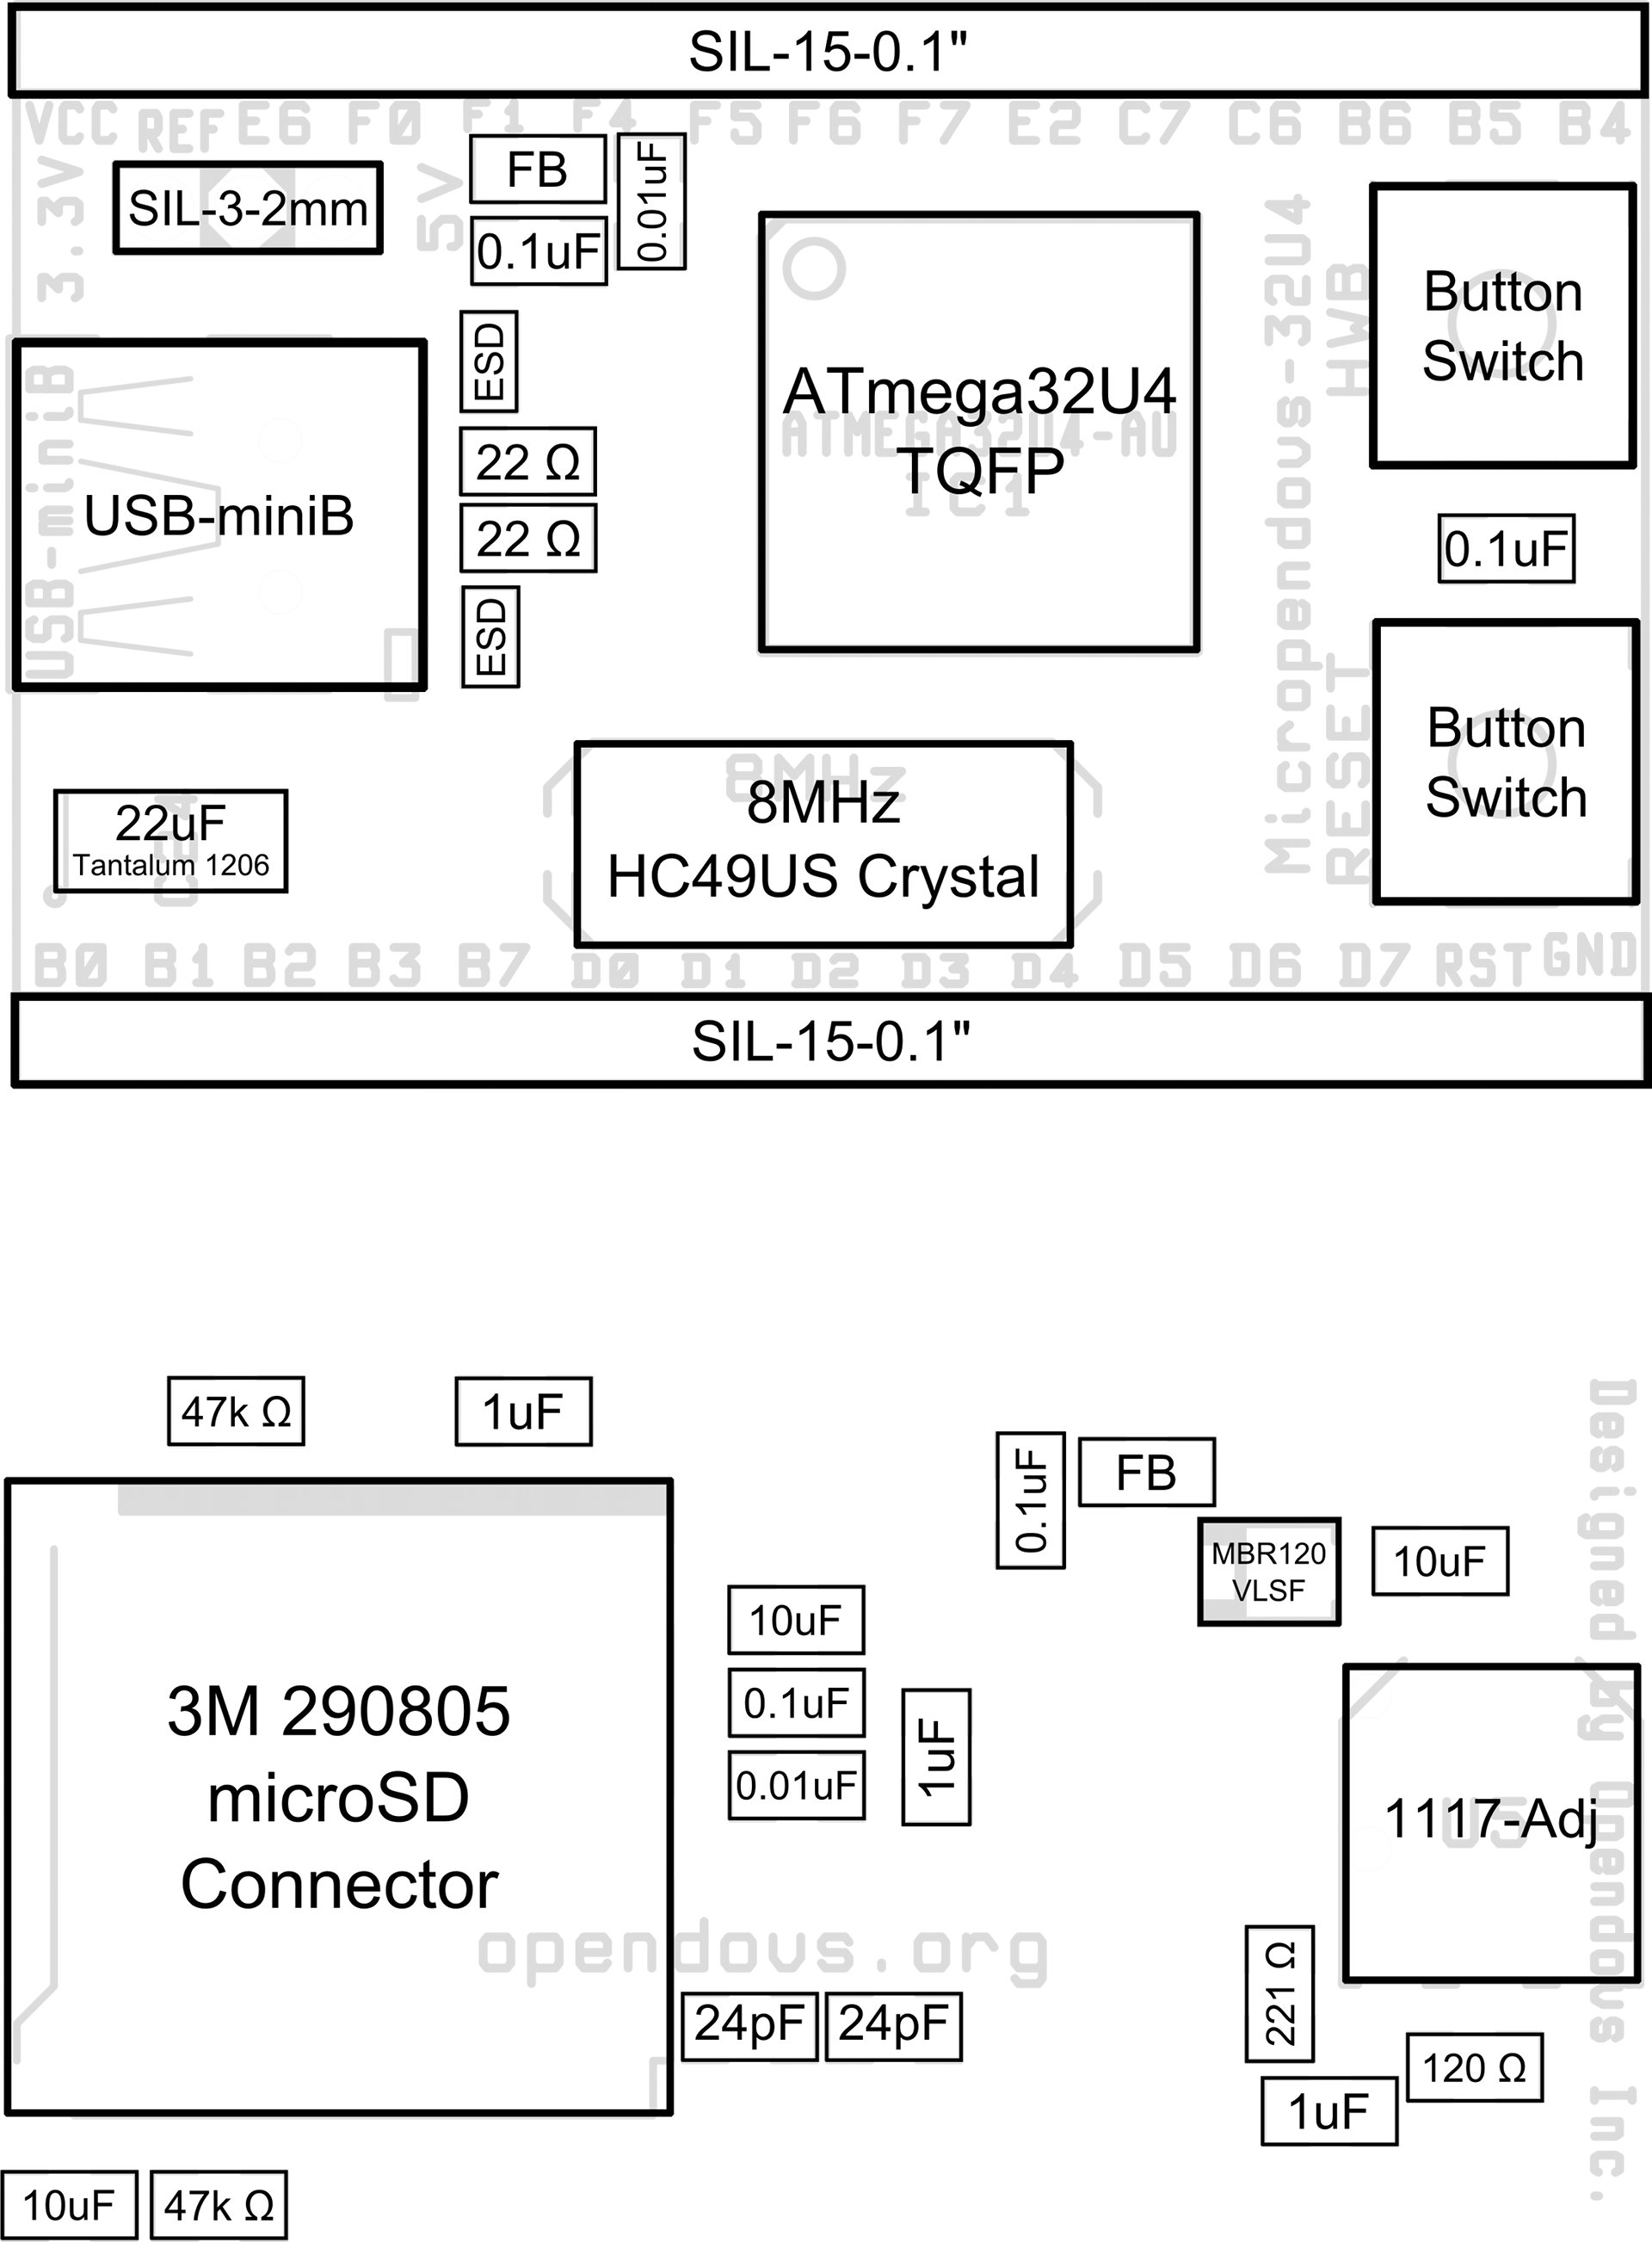 SIL-15-0.1"
VCC REF E6 F0 F1 F4 F5 F6 F7 E2 C7 C6 B6 B5 B4
3.3V
SIL-3-2mm
5V
FB
0.1uF
0.01uF
ESD
22 Ω
22 Ω
ESD
USB-miniB
USB-miniB
ATmega32U4
TQFP
ATMEGA32U4-AU
IC1
Micropendous-32U4
HWB
Button
Switch
0.1uF
RESET
Button
Switch
22uF
Tantalum 1206
8MHz
8MHz
HC49US Crystal
B0 B1 B2 B3 B7 D0 D1 D2 D3 D4 D5 D6 D7 RST GND
SIL-15-0.1"
47k Ω
1uF
3M 290805
microSD
Connector
0.1uF
FB
MBR120
VLSF
10uF
10uF
0.1uF
0.01uF
1uF
1117-Adj
U5
Designed by Opendous Inc.
opendous.org
24pF
24pF
221 Ω
120 Ω
1uF
10uF
47k Ω